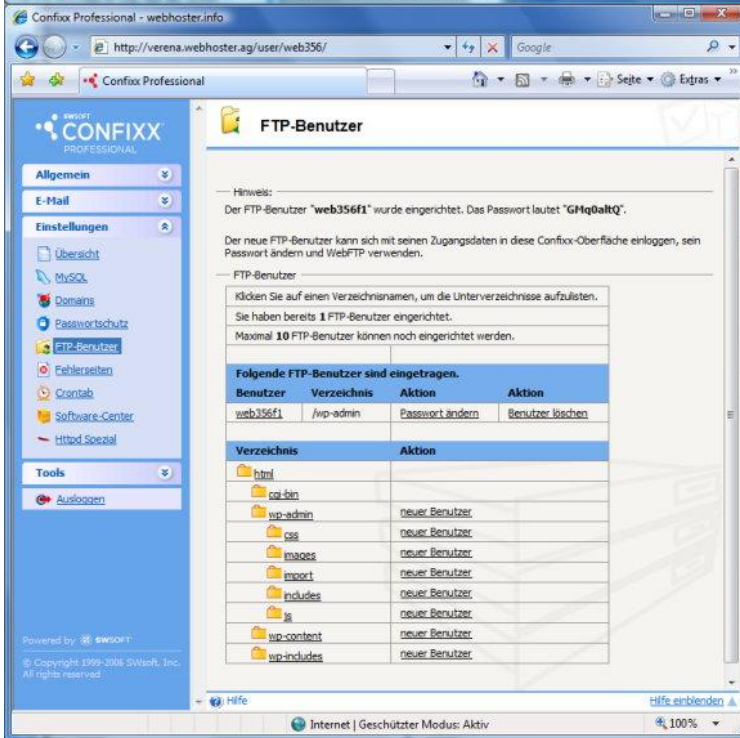 Confixx Professional - webhoster.info
http://verena.webhoster.ag/user/web356/
Google
Confixx Professional
Seite
Extras
SWSOFT
CONFIXX
PROFESSIONAL
Allgemein
E-Mail
Einstellungen
Übersicht
MySQL
Domains
Passwortschutz
FTP-Benutzer
Fehlerseiten
Crontab
Software-Center
Httpd Spezial
Tools
Ausloggen
Powered by SWSOFT
© Copyright 1999-2006 SWsoft, Inc.
All rights reserved
FTP-Benutzer
Hinweis:
Der FTP-Benutzer "web356f1" wurde eingerichtet. Das Passwort lautet "GMq0altQ".
Der neue FTP-Benutzer kann sich mit seinen Zugangsdaten in diese Confixx-Oberfläche einloggen, sein
Passwort ändern und WebFTP verwenden.
FTP-Benutzer
Klicken Sie auf einen Verzeichnisnamen, um die Unterverzeichnisse aufzulisten.
Sie haben bereits 1 FTP-Benutzer eingerichtet.
Maximal 10 FTP-Benutzer können noch eingerichtet werden.
Folgende FTP-Benutzer sind eingetragen.
Benutzer Verzeichnis Aktion Aktion
web356f1 /wp-admin Passwort ändern Benutzer löschen
Verzeichnis Aktion
html
cgi-bin
wp-admin neuer Benutzer
css neuer Benutzer
images neuer Benutzer
import neuer Benutzer
includes neuer Benutzer
js neuer Benutzer
wp-content neuer Benutzer
wp-includes neuer Benutzer
Hilfe
Hilfe einblenden
Internet | Geschützter Modus: Aktiv
100%